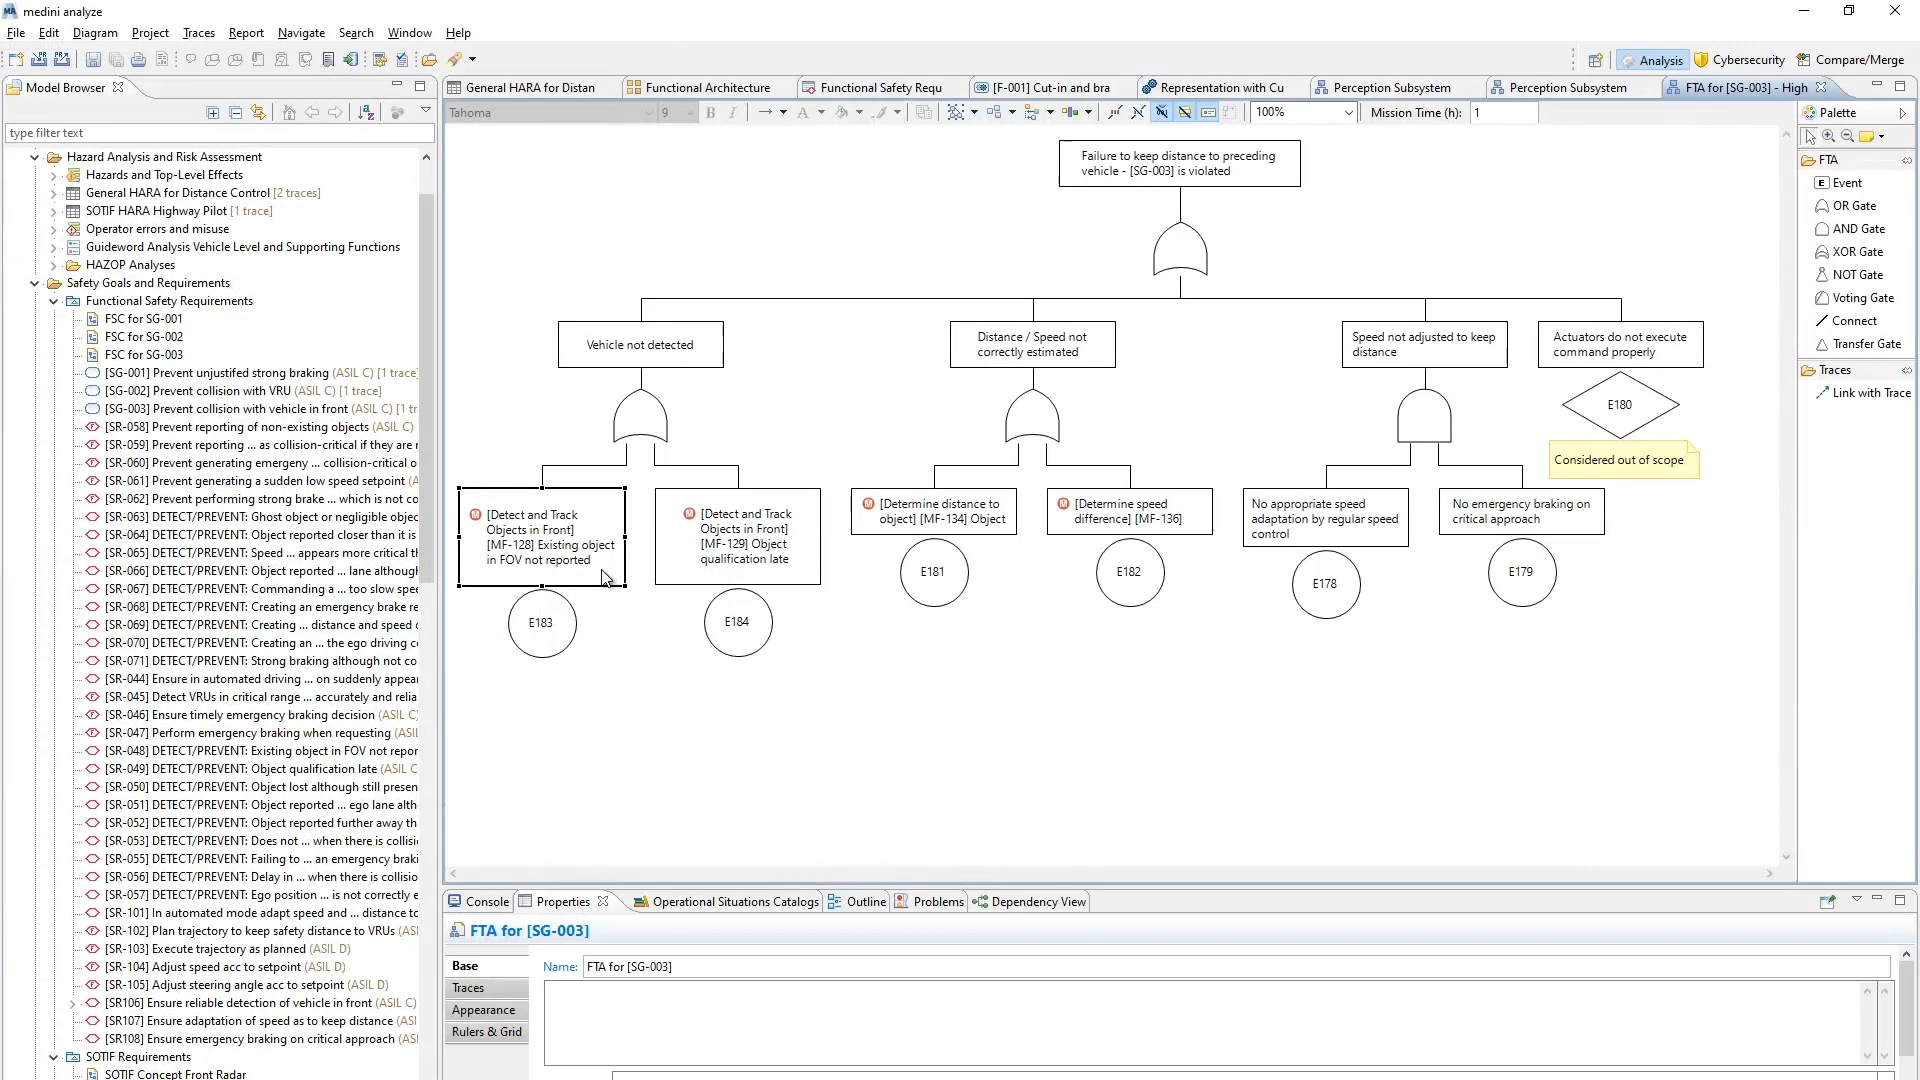 medini analyze
File Edit Diagram Project Traces Report Navigate Search Window Help
Analysis Cybersecurity Compare/Merge
Model Browser
General HARA for Distan
Functional Architecture
Functional Safety Requ
[F-001] Cut-in and bra
Representation with Cu
Perception Subsystem
Perception Subsystem
FTA for [SG-003] - High
Tahoma 9 B I A 100% Mission Time (h): 1
type filter text
Hazard Analysis and Risk Assessment
Hazards and Top-Level Effects
General HARA for Distance Control [2 traces]
SOTIF HARA Highway Pilot [1 trace]
Operator errors and misuse
Guideword Analysis Vehicle Level and Supporting Functions
HAZOP Analyses
Safety Goals and Requirements
Functional Safety Requirements
FSC for SG-001
FSC for SG-002
FSC for SG-003
[SG-001] Prevent unjustifed strong braking (ASIL C) [1 trace]
[SG-002] Prevent collision with VRU (ASIL C) [1 trace]
[SG-003] Prevent collision with vehicle in front (ASIL C) [1 tr
[SR-058] Prevent reporting of non-existing objects (ASIL C)
[SR-059] Prevent reporting ... as collision-critical if they are r
[SR-060] Prevent generating emergeny ... collision-critical o
[SR-061] Prevent generating a sudden low speed setpoint (A
[SR-062] Prevent performing strong brake ... which is not co
[SR-063] DETECT/PREVENT: Ghost object or negligible objec
[SR-064] DETECT/PREVENT: Object reported closer than it is
[SR-065] DETECT/PREVENT: Speed ... appears more critical th
[SR-066] DETECT/PREVENT: Object reported ... lane although
[SR-067] DETECT/PREVENT: Commanding a ... too slow spee
[SR-068] DETECT/PREVENT: Creating an emergency brake re
[SR-069] DETECT/PREVENT: Creating ... distance and speed c
[SR-070] DETECT/PREVENT: Creating an ... the ego driving cc
[SR-071] DETECT/PREVENT: Strong braking although not co
[SR-044] Ensure in automated driving ... on suddenly appear
[SR-045] Detect VRUs in critical range ... accurately and relia
[SR-046] Ensure timely emergency braking decision (ASIL C)
[SR-047] Perform emergency braking when requesting (ASIL
[SR-048] DETECT/PREVENT: Existing object in FOV not repor
[SR-049] DETECT/PREVENT: Object qualification late (ASIL C
[SR-050] DETECT/PREVENT: Object lost although still presen
[SR-051] DETECT/PREVENT: Object reported ... ego lane alth
[SR-052] DETECT/PREVENT: Object reported further away th
[SR-053] DETECT/PREVENT: Does not ... when there is collisi
[SR-055] DETECT/PREVENT: Failing to ... an emergency braki
[SR-056] DETECT/PREVENT: Delay in ... when there is collisio
[SR-057] DETECT/PREVENT: Ego position ... is not correctly e
[SR-101] In automated mode adapt speed and ... distance to
[SR-102] Plan trajectory to keep safety distance to VRUs (AS
[SR-103] Execute trajectory as planned (ASIL D)
[SR-104] Adjust speed acc to setpoint (ASIL D)
[SR-105] Adjust steering angle acc to setpoint (ASIL D)
[SR106] Ensure reliable detection of vehicle in front (ASIL C)
[SR107] Ensure adaptation of speed as to keep distance (ASI
[SR108] Ensure emergency braking on critical approach (ASI
SOTIF Requirements
SOTIF Concept Front Radar
Failure to keep distance to preceding
vehicle - [SG-003] is violated
Vehicle not detected
Distance / Speed not
correctly estimated
Speed not adjusted to keep
distance
Actuators do not execute
command properly
E180
Considered out of scope
[Detect and Track
Objects in Front]
[MF-128] Existing object
in FOV not reported
[Detect and Track
Objects in Front]
[MF-129] Object
qualification late
[Determine distance to
object] [MF-134] Object
[Determine speed
difference] [MF-136]
No appropriate speed
adaptation by regular speed
control
No emergency braking on
critical approach
E183
E184
E181
E182
E178
E179
Palette
FTA
E Event
OR Gate
AND Gate
XOR Gate
NOT Gate
Voting Gate
Connect
Transfer Gate
Traces
Link with Trace
Console Properties Operational Situations Catalogs Outline Problems Dependency View
FTA for [SG-003]
Base
Name: FTA for [SG-003]
Traces
Appearance
Rulers & Grid